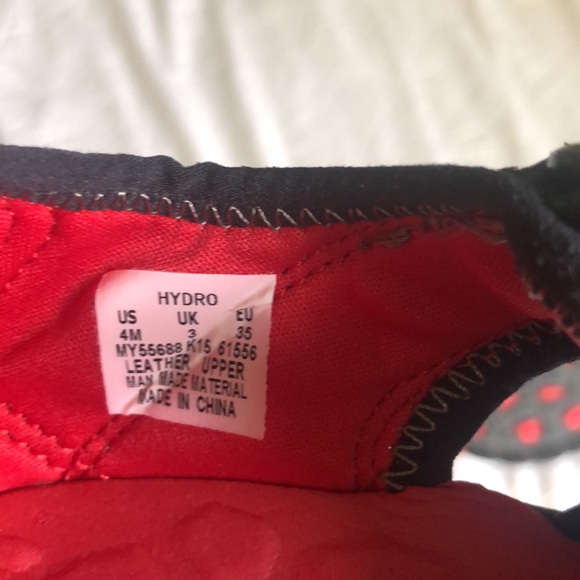 HYDRO
US UK EU
4M 3 35
MY55688 K15 61556
LEATHER UPPER
MAN MADE MATERIAL
MADE IN CHINA